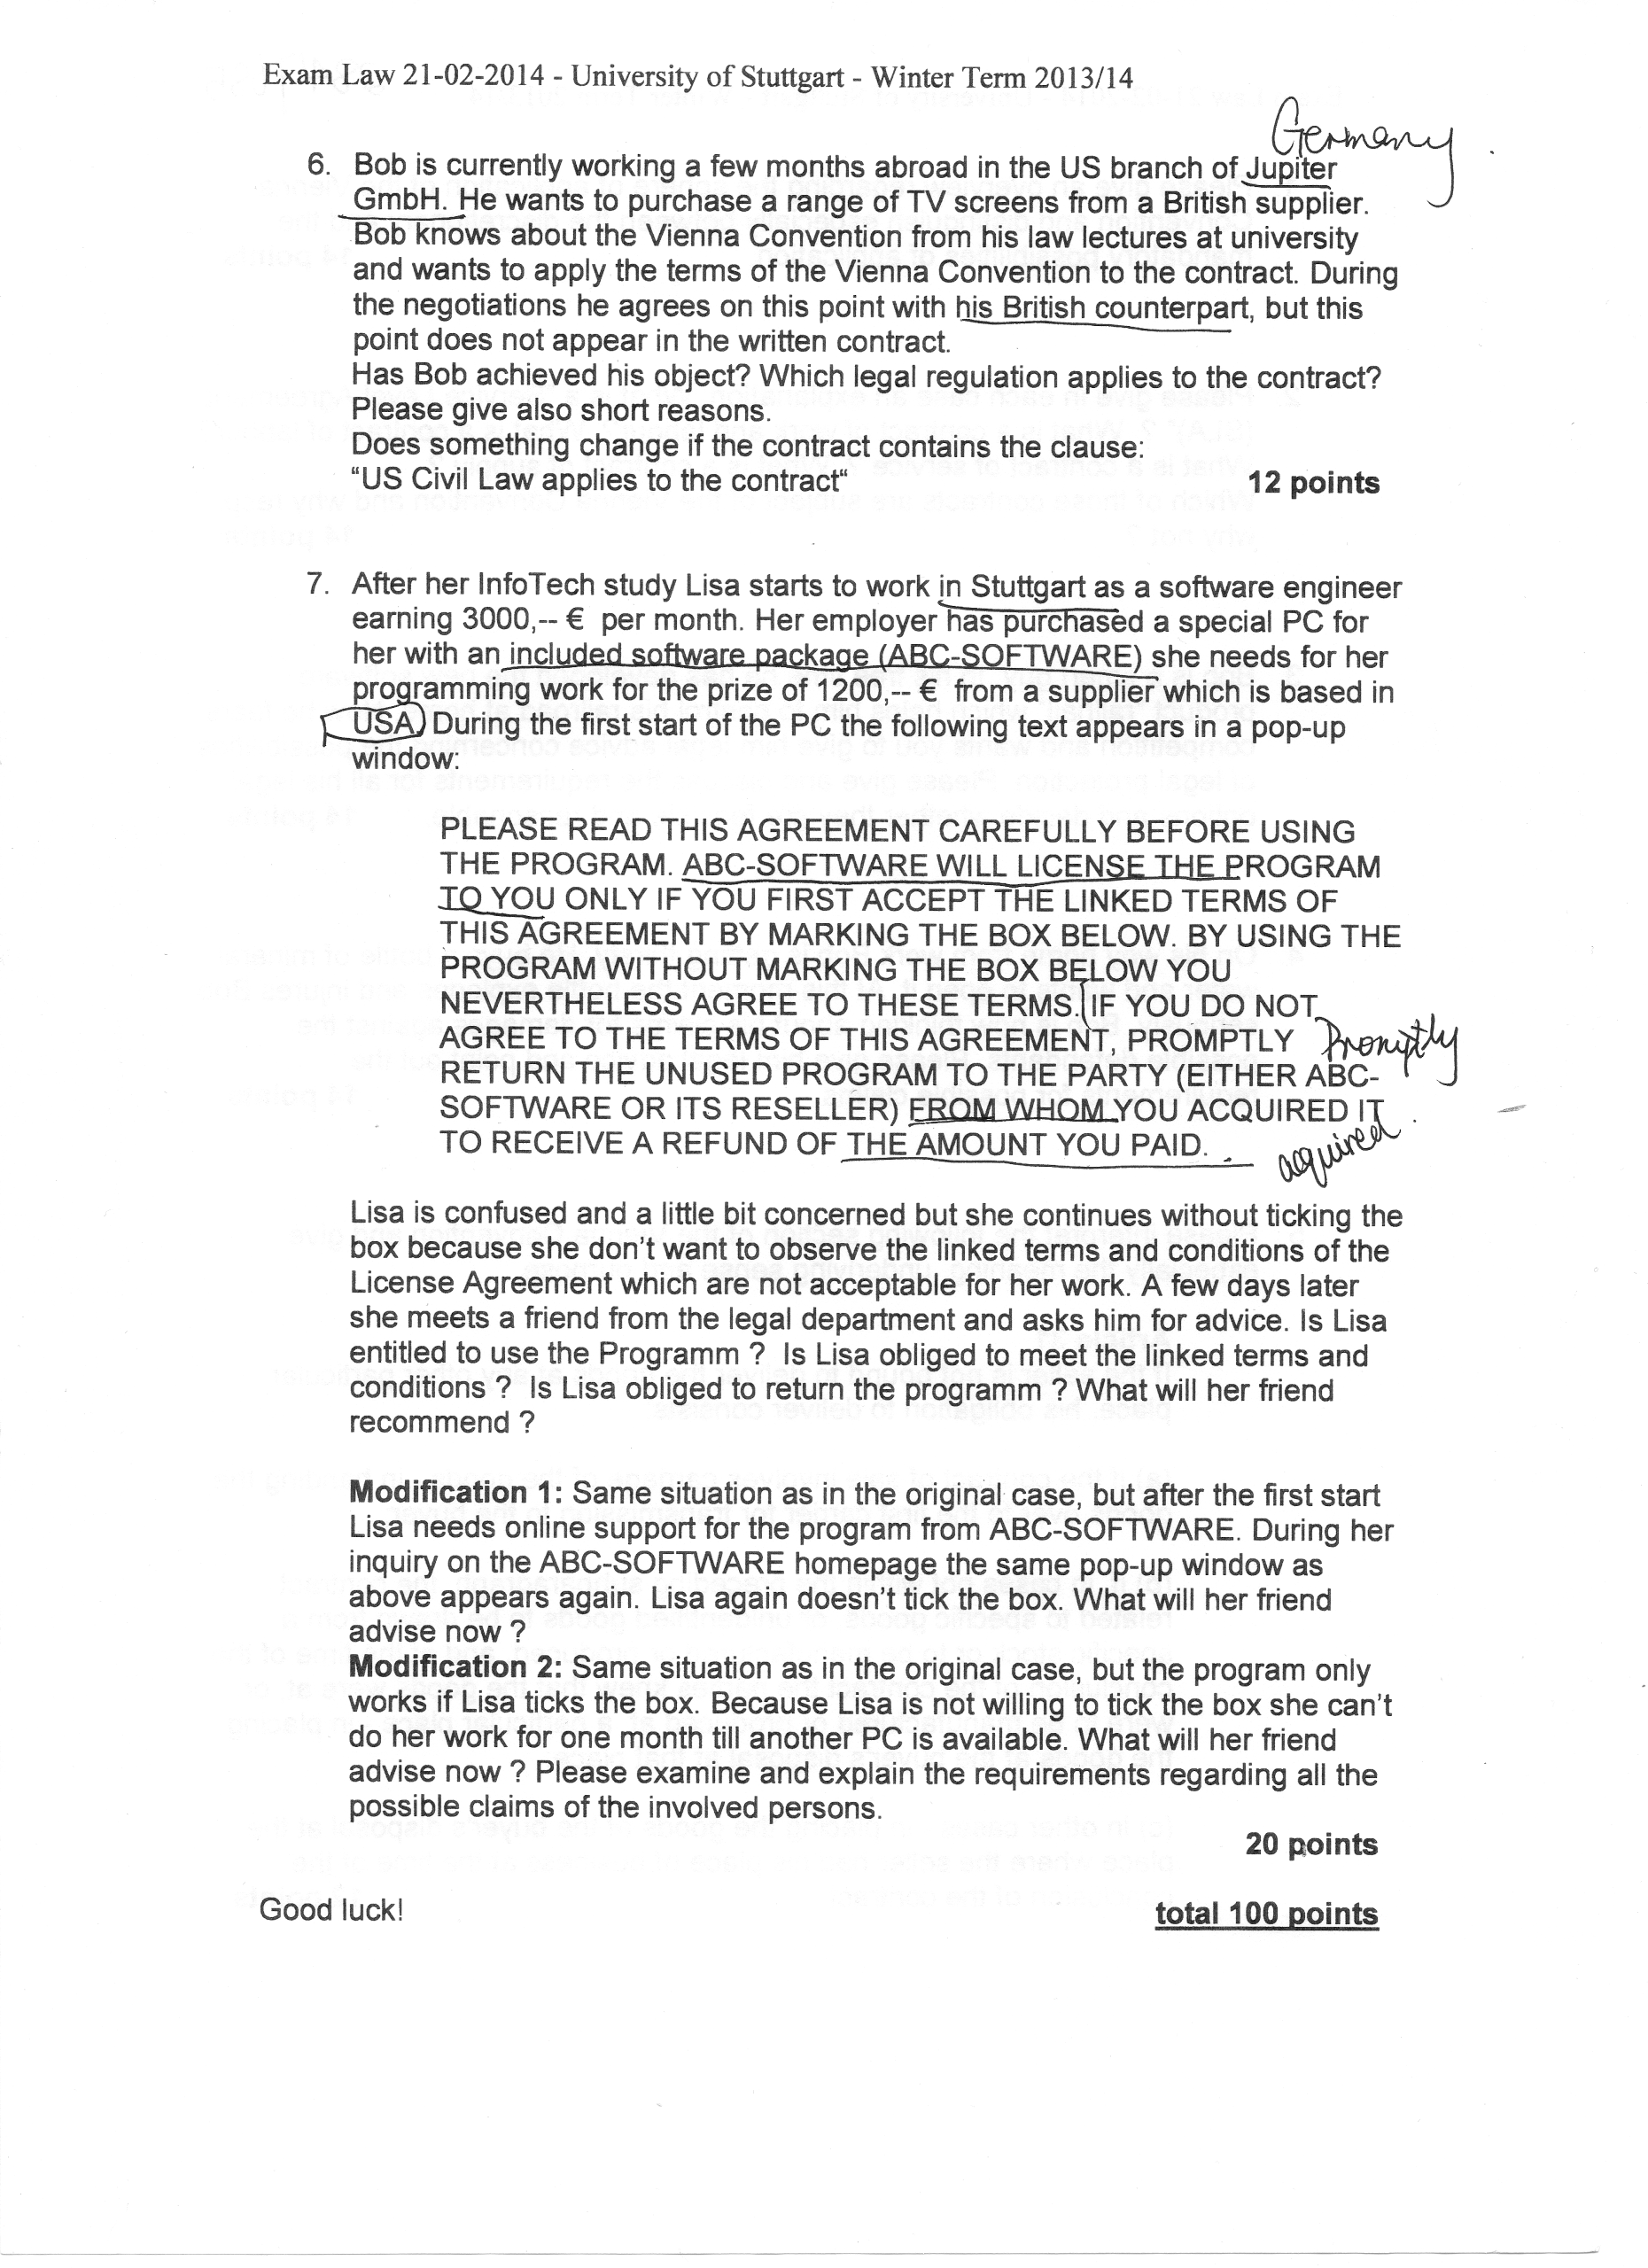 Exam Law 21-02-2014 - University of Stuttgart - Winter Term 2013/14
Germany
6. Bob is currently working a few months abroad in the US branch of Jupiter
GmbH. He wants to purchase a range of TV screens from a British supplier.
Bob knows about the Vienna Convention from his law lectures at university
and wants to apply the terms of the Vienna Convention to the contract. During
the negotiations he agrees on this point with his British counterpart, but this
point does not appear in the written contract.
Has Bob achieved his object? Which legal regulation applies to the contract?
Please give also short reasons.
Does something change if the contract contains the clause:
"US Civil Law applies to the contract“ 12 points
7. After her InfoTech study Lisa starts to work in Stuttgart as a software engineer
earning 3000,-- € per month. Her employer has purchased a special PC for
her with an included software package (ABC-SOFTWARE) she needs for her
programming work for the prize of 1200,-- € from a supplier which is based in
USA. During the first start of the PC the following text appears in a pop-up
window:
PLEASE READ THIS AGREEMENT CAREFULLY BEFORE USING
THE PROGRAM. ABC-SOFTWARE WILL LICENSE THE PROGRAM
TO YOU ONLY IF YOU FIRST ACCEPT THE LINKED TERMS OF
THIS AGREEMENT BY MARKING THE BOX BELOW. BY USING THE
PROGRAM WITHOUT MARKING THE BOX BELOW YOU
NEVERTHELESS AGREE TO THESE TERMS. IF YOU DO NOT
AGREE TO THE TERMS OF THIS AGREEMENT, PROMPTLY Promptly
RETURN THE UNUSED PROGRAM TO THE PARTY (EITHER ABC-
SOFTWARE OR ITS RESELLER) FROM WHOM YOU ACQUIRED IT
TO RECEIVE A REFUND OF THE AMOUNT YOU PAID. acquired
Lisa is confused and a little bit concerned but she continues without ticking the
box because she don't want to observe the linked terms and conditions of the
License Agreement which are not acceptable for her work. A few days later
she meets a friend from the legal department and asks him for advice. Is Lisa
entitled to use the Programm ? Is Lisa obliged to meet the linked terms and
conditions ? Is Lisa obliged to return the programm ? What will her friend
recommend ?
Modification 1: Same situation as in the original case, but after the first start
Lisa needs online support for the program from ABC-SOFTWARE. During her
inquiry on the ABC-SOFTWARE homepage the same pop-up window as
above appears again. Lisa again doesn't tick the box. What will her friend
advise now ?
Modification 2: Same situation as in the original case, but the program only
works if Lisa ticks the box. Because Lisa is not willing to tick the box she can't
do her work for one month till another PC is available. What will her friend
advise now ? Please examine and explain the requirements regarding all the
possible claims of the involved persons.
20 points
Good luck! total 100 points